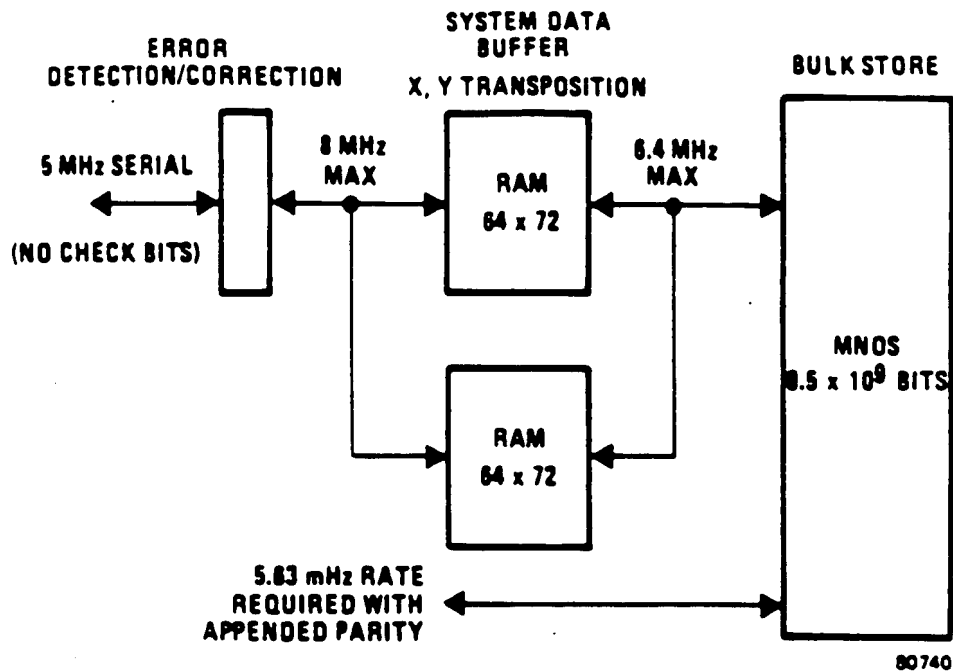 ERROR
DETECTION/CORRECTION
SYSTEM DATA
BUFFER
X, Y TRANSPOSITION
BULK STORE
5 MHz SERIAL
(NO CHECK BITS)
8 MHz
MAX
RAM
64 x 72
6.4 MHz
MAX
MNOS
BITS
RAM
64 x 72
5.63 mHz RATE
REQUIRED WITH
APPENDED PARITY
80740